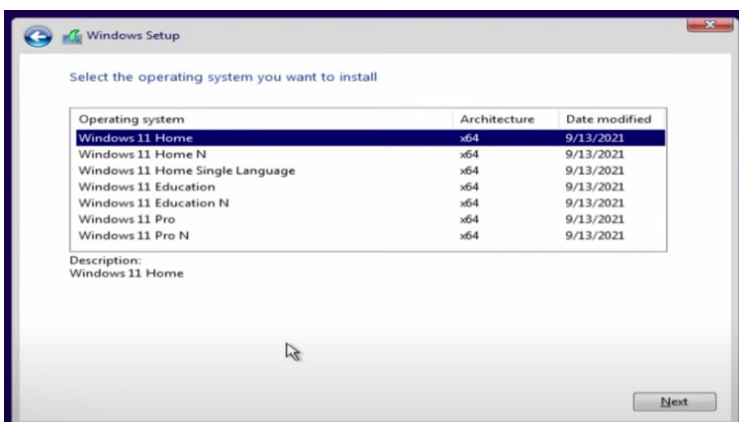 Windows Setup
Select the operating system you want to install
Operating system Architecture Date modified
Windows 11 Home x64 9/13/2021
Windows 11 Home N x64 9/13/2021
Windows 11 Home Single Language x64 9/13/2021
Windows 11 Education x64 9/13/2021
Windows 11 Education N x64 9/13/2021
Windows 11 Pro x64 9/13/2021
Windows 11 Pro N x64 9/13/2021
Description:
Windows 11 Home
Next